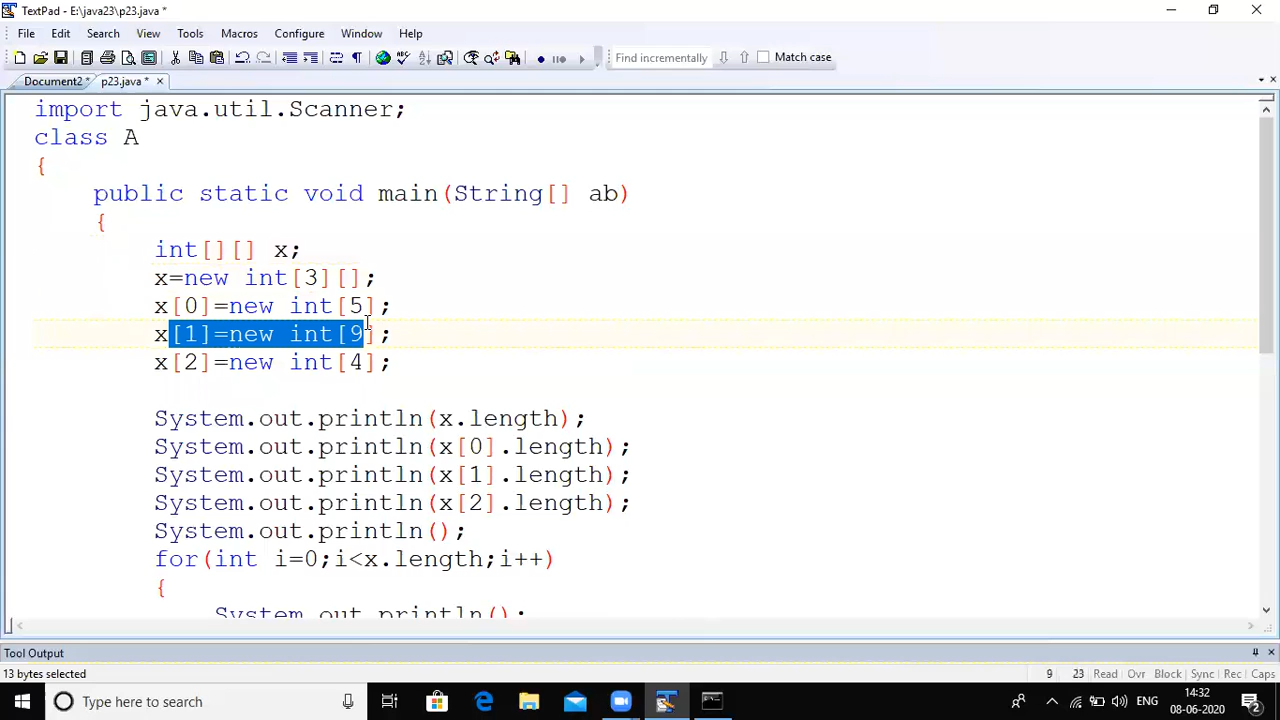 TextPad - E:\java23\p23.java *
File Edit Search View Tools Macros Configure Window Help
Find incrementally Match case
Document2 * p23.java * ×
import java.util.Scanner;
class A
{
public static void main(String[] ab)
{
int[][] x;
x=new int[3][];
x[0]=new int[5];
x[1]=new int[9];
x[2]=new int[4];
System.out.println(x.length);
System.out.println(x[0].length);
System.out.println(x[1].length);
System.out.println(x[2].length);
System.out.println();
for(int i=0;i<x.length;i++)
{
System.out.println();
Tool Output
13 bytes selected 9 23 Read Ovr Block Sync Rec Caps
Type here to search ENG 14:32
08-06-2020 2